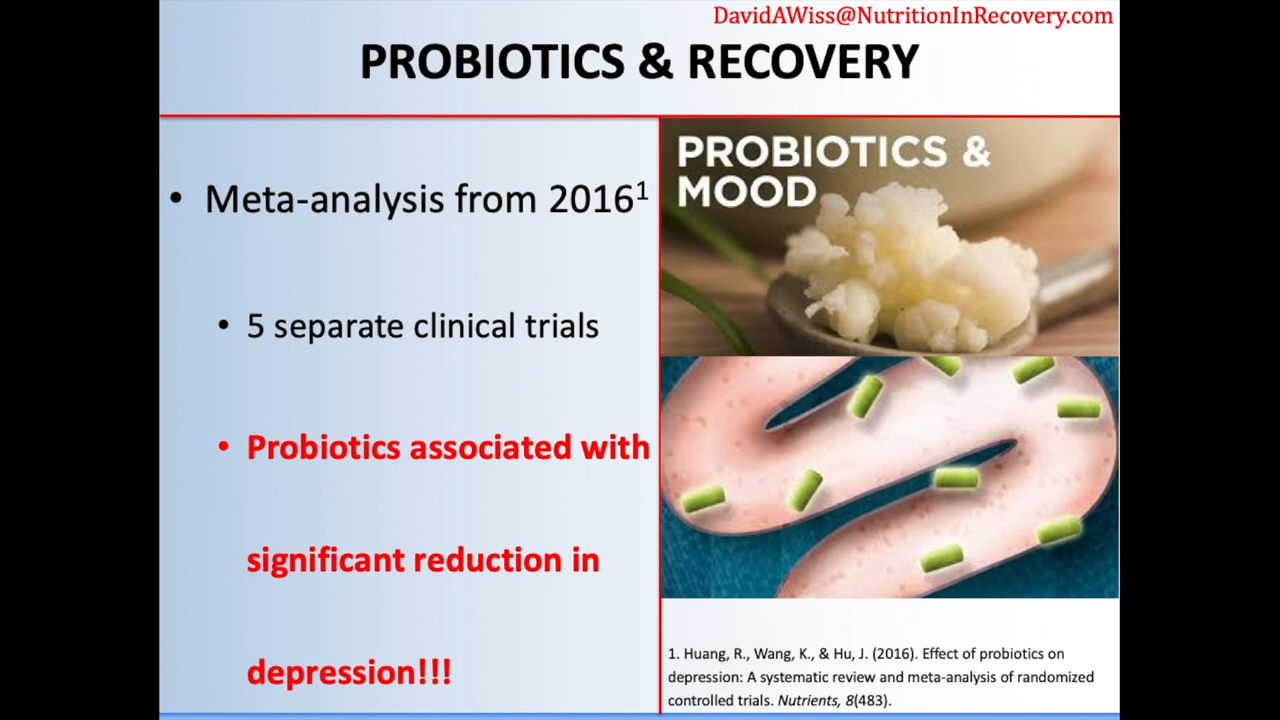 DavidAWiss@NutritionInRecovery.com
PROBIOTICS & RECOVERY
• Meta-analysis from 2016¹
• 5 separate clinical trials
• Probiotics associated with
significant reduction in
depression!!!
PROBIOTICS &
MOOD
1. Huang, R., Wang, K., & Hu, J. (2016). Effect of probiotics on
depression: A systematic review and meta-analysis of randomized
controlled trials. Nutrients, 8(483).